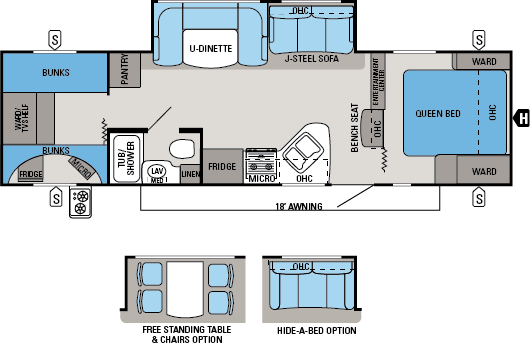 OHC
S
U-DINETTE
S
BUNKS
PANTRY
J-STEEL SOFA
ENTERTAINMENT
CENTER
WARD
WARD/
TV SHELF
BENCH SEAT
OHC
QUEEN BED
OHC
H
BUNKS
TUB/
SHOWER
FRIDGE
MICRO
LAV
MED
LINEN
FRIDGE
MICRO
OHC
WARD
S
18' AWNING
S
OHC
FREE STANDING TABLE
& CHAIRS OPTION
HIDE-A-BED OPTION